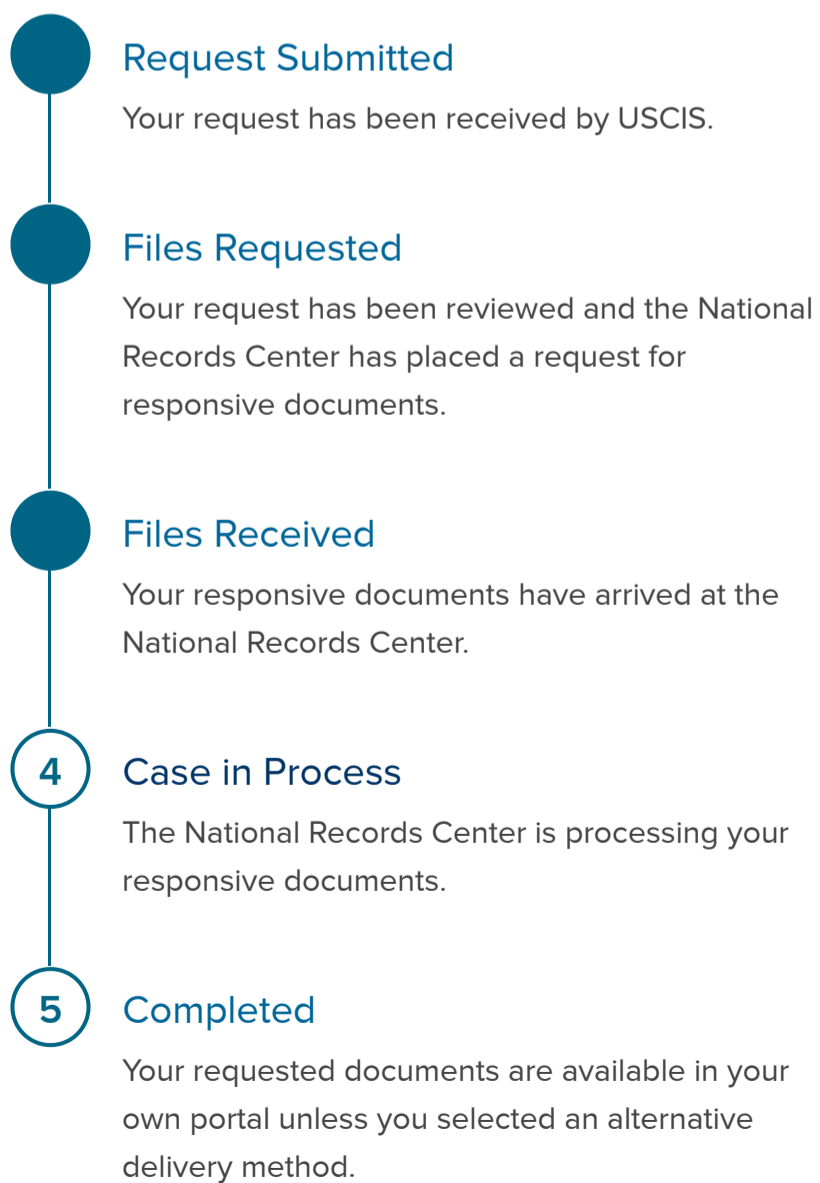 Request Submitted
Your request has been received by USCIS.
Files Requested
Your request has been reviewed and the National
Records Center has placed a request for
responsive documents.
Files Received
Your responsive documents have arrived at the
National Records Center.
4 Case in Process
The National Records Center is processing your
responsive documents.
5 Completed
Your requested documents are available in your
own portal unless you selected an alternative
delivery method.